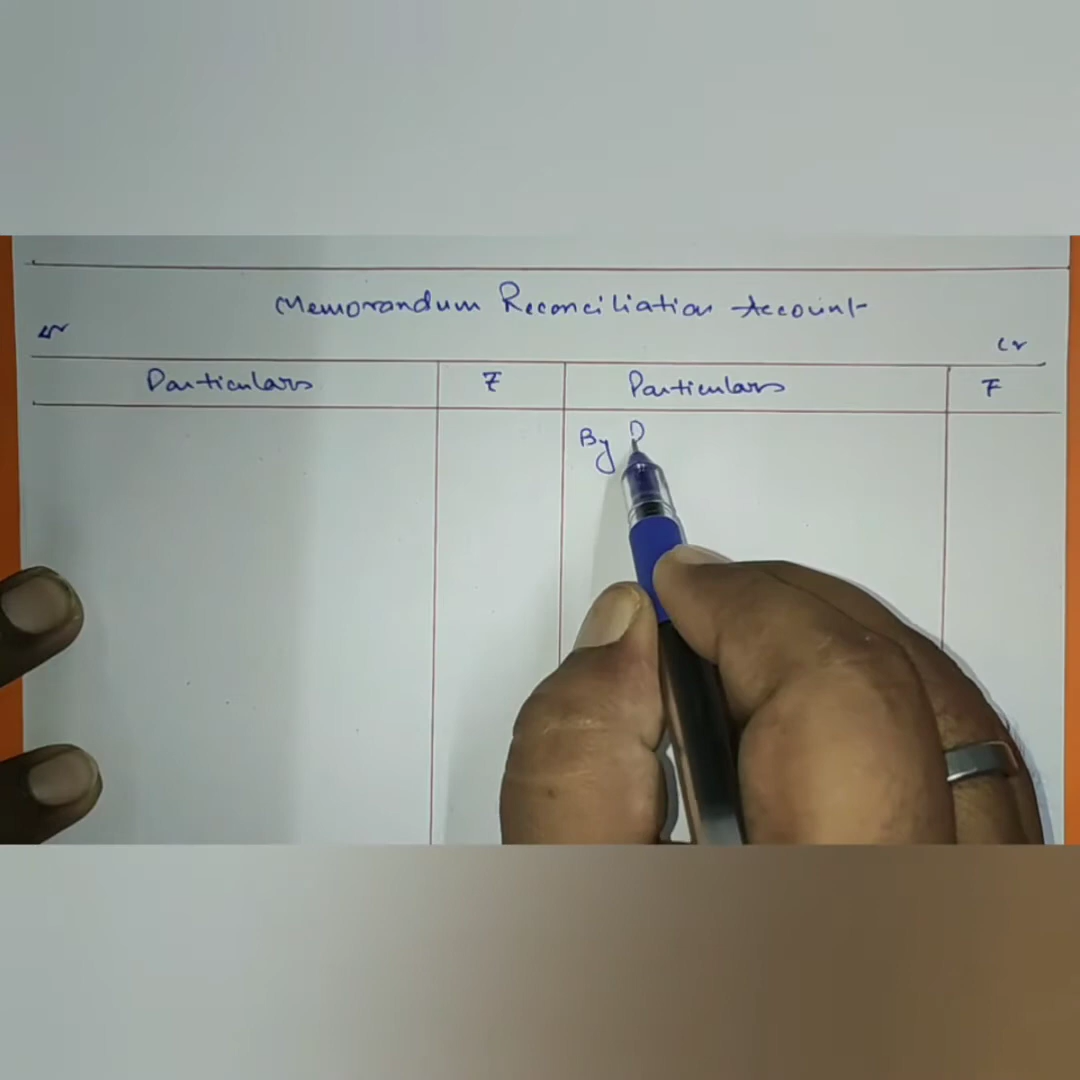 Memorandum Reconciliation Account
Dr
Cr
Particulars ₹ Particulars ₹
By P